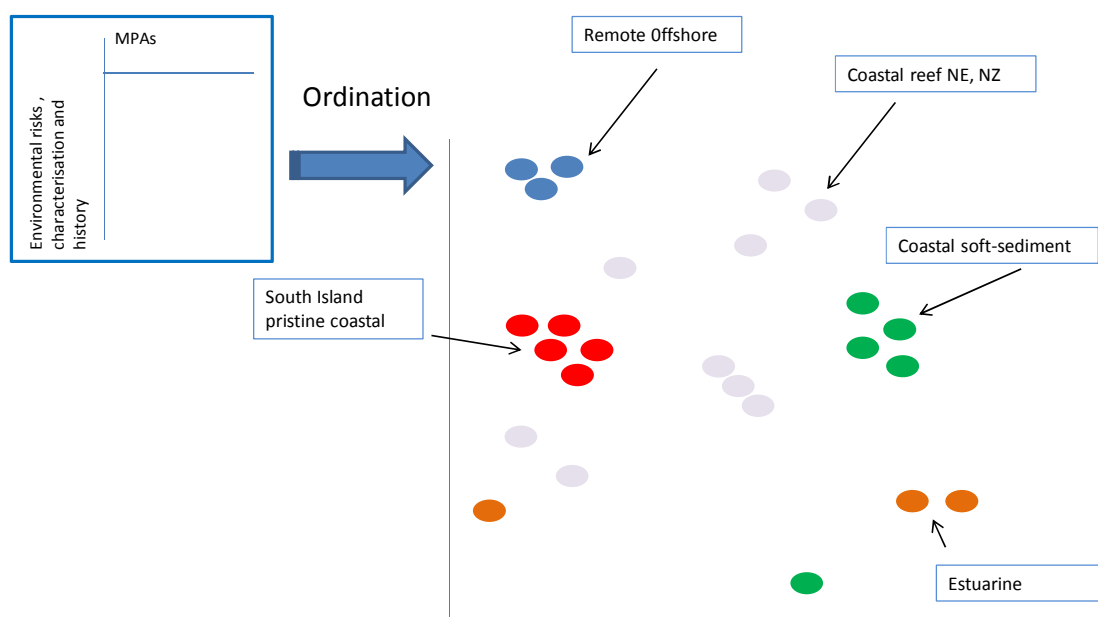 MPAs
Environmental risks ,
characterisation and
history
Ordination
Remote 0ffshore
Coastal reef NE, NZ
Coastal soft-sediment
South Island
pristine coastal
Estuarine